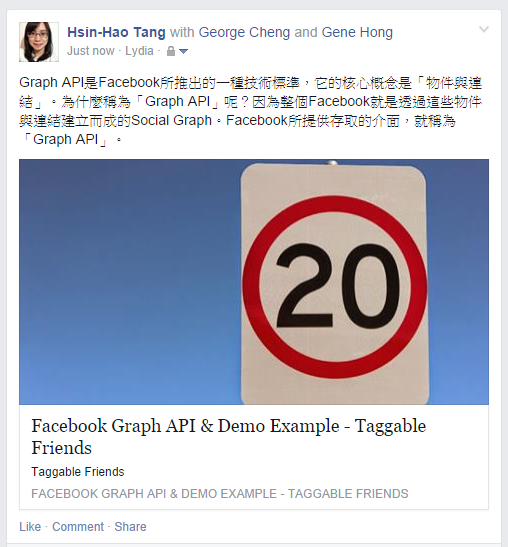 Hsin-Hao Tang with George Cheng and Gene Hong
Just now · Lydia ·
Graph API是Facebook所推出的一種技術標準，它的核心概念是「物件與連
結」。為什麼稱為「Graph API」呢？因為整個Facebook就是透過這些物件
與連結建立而成的Social Graph。Facebook所提供存取的介面，就稱為
「Graph API」。
20
Facebook Graph API & Demo Example - Taggable
Friends
Taggable Friends
FACEBOOK GRAPH API & DEMO EXAMPLE - TAGGABLE FRIENDS
Like · Comment · Share